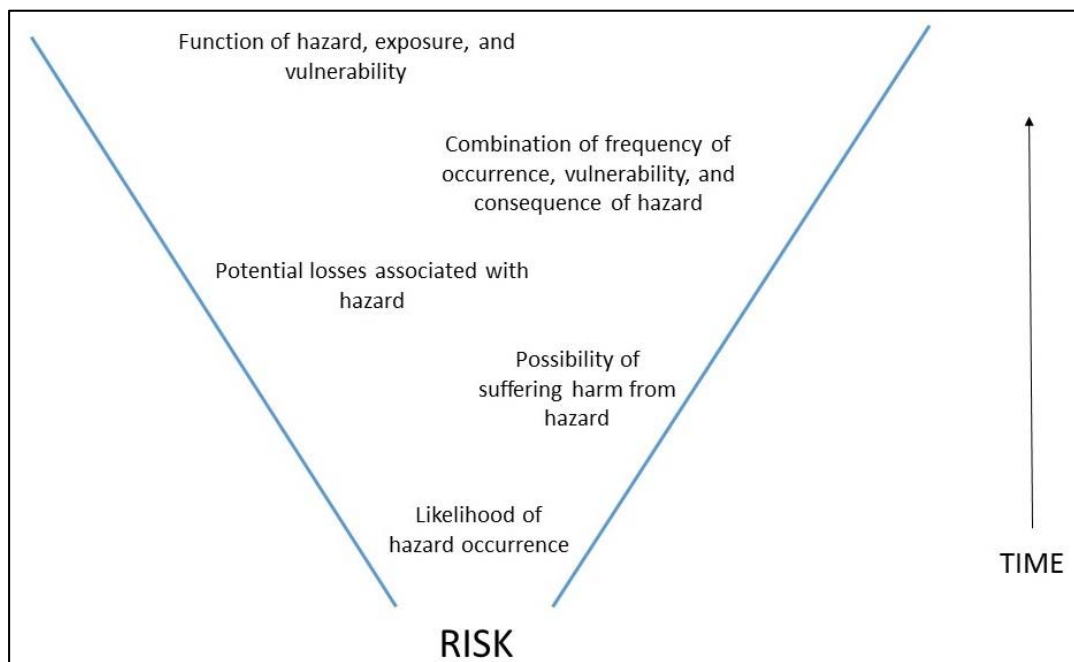 Function of hazard, exposure, and
vulnerability
Combination of frequency of
occurrence, vulnerability, and
consequence of hazard
Potential losses associated with
hazard
Possibility of
suffering harm from
hazard
Likelihood of
hazard occurrence
TIME
RISK